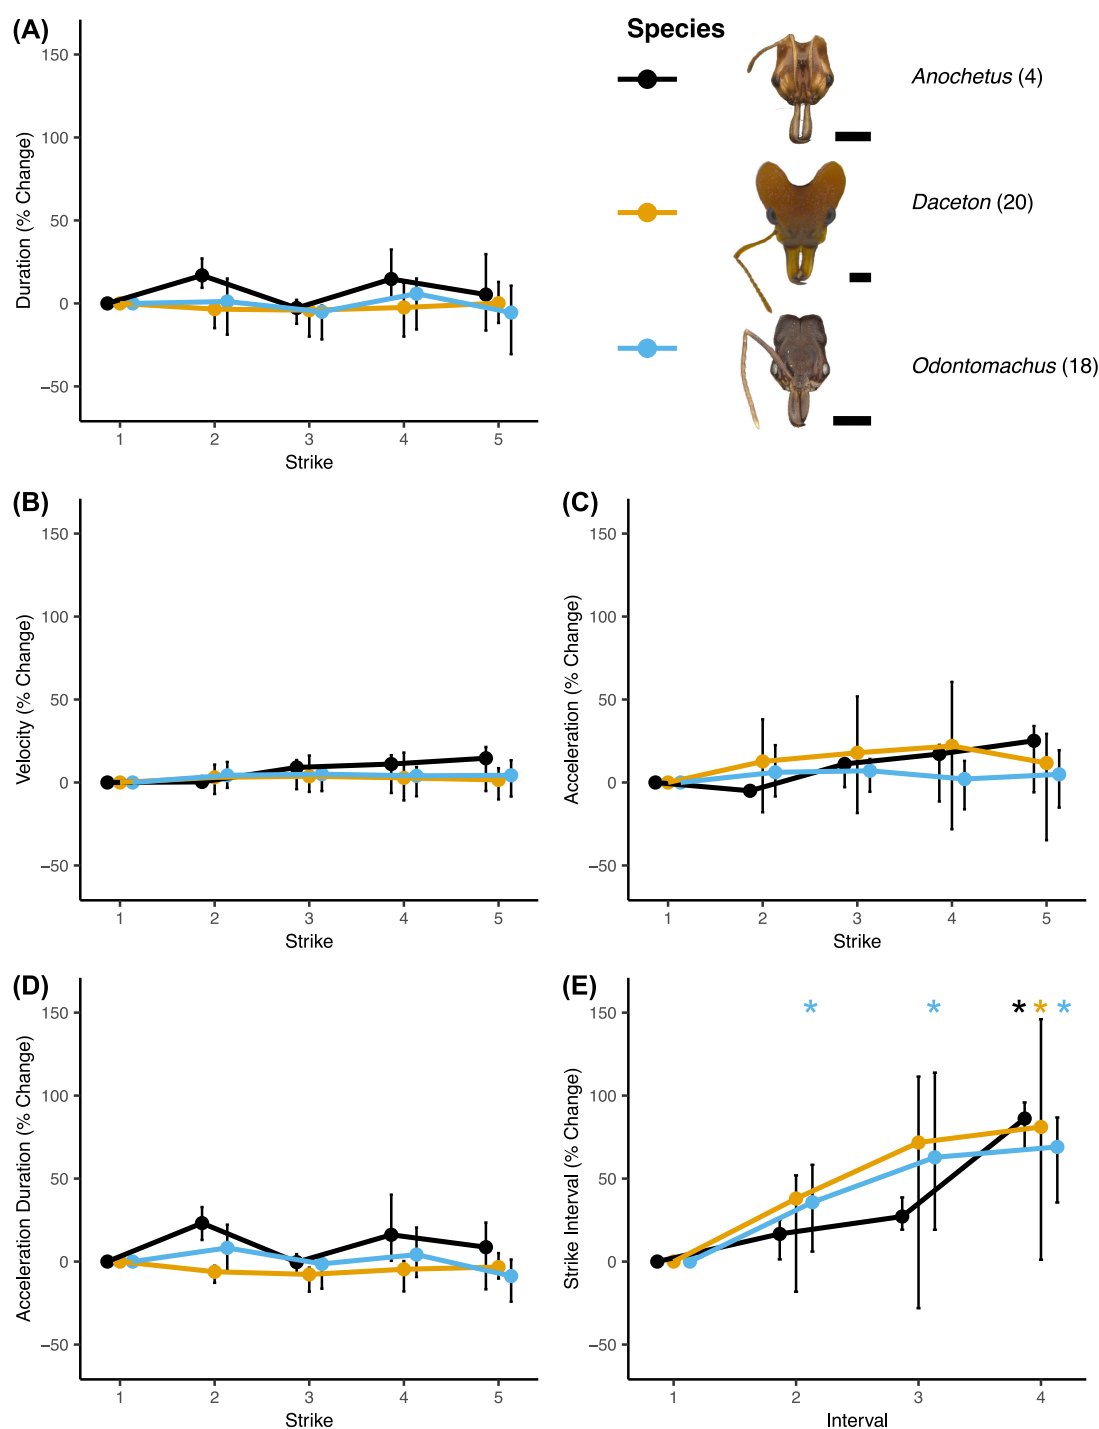 (A)
150
100
50
0
−50
Duration (% Change)
1 2 3 4 5
Strike
Species
Anochetus (4)
Daceton (20)
Odontomachus (18)
(B)
150
100
50
0
−50
Velocity (% Change)
1 2 3 4 5
Strike
(C)
150
100
50
0
−50
Acceleration (% Change)
1 2 3 4 5
Strike
(D)
150
100
50
0
−50
Acceleration Duration (% Change)
1 2 3 4 5
Strike
(E)
* * * * *
150
100
50
0
−50
Strike Interval (% Change)
1 2 3 4
Interval